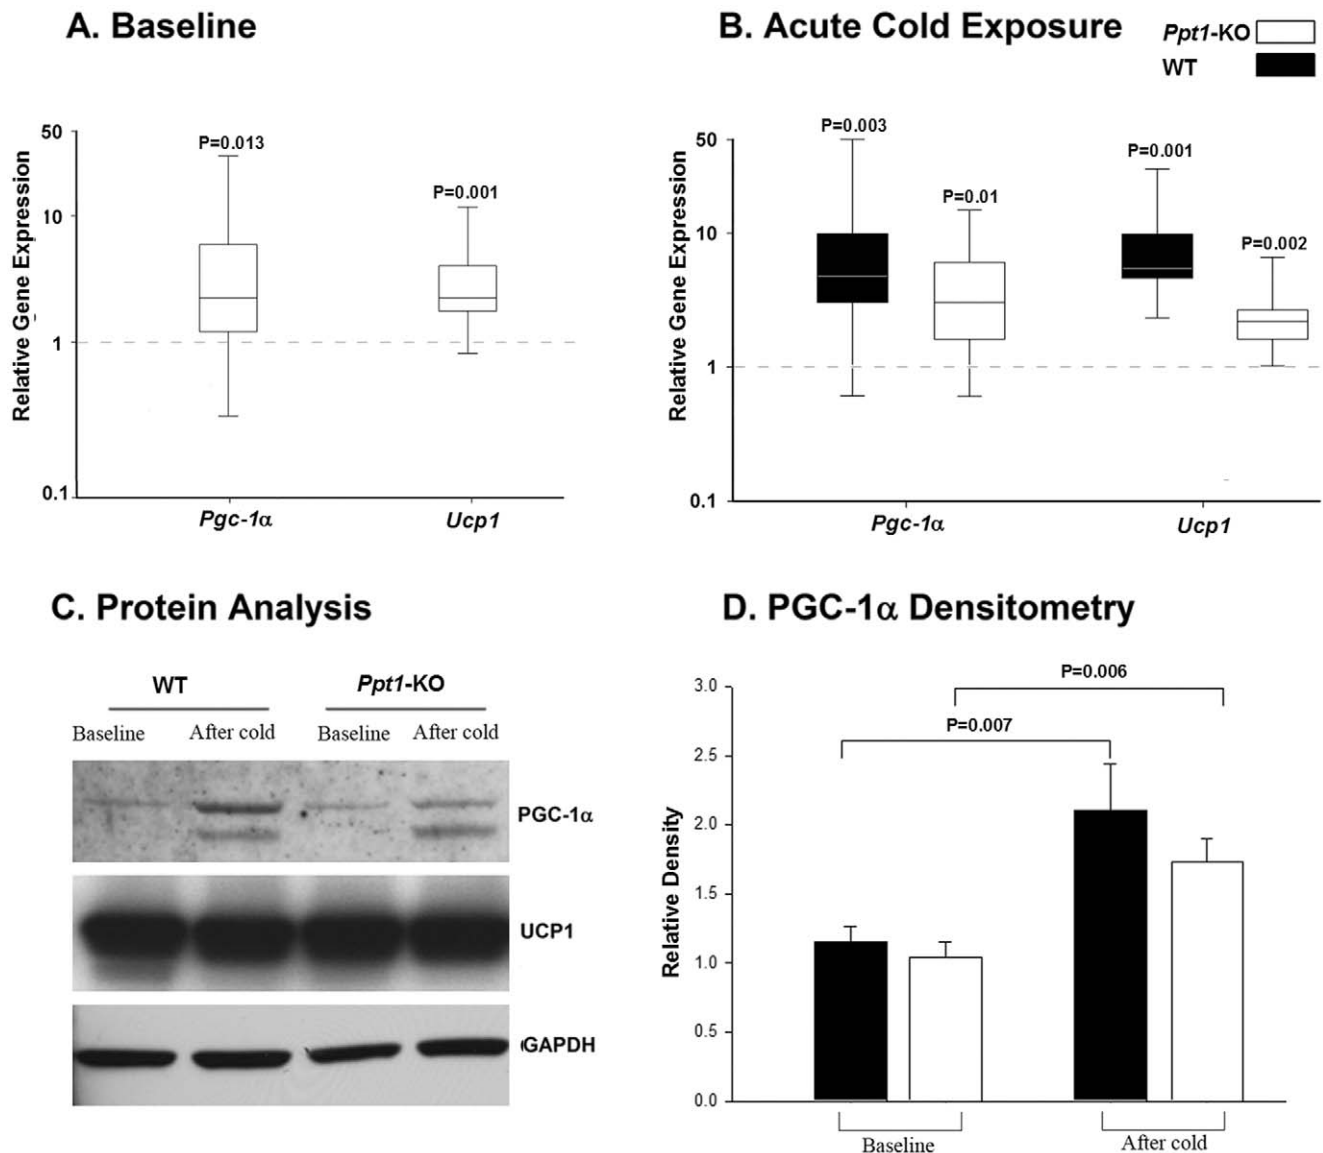 A. Baseline
Relative Gene Expression
50
10
1
0.1
P=0.013
P=0.001
Pgc-1α
Ucp1
B. Acute Cold Exposure
Ppt1-KO
WT
Relative Gene Expression
50
10
1
0.1
P=0.003
P=0.01
P=0.001
P=0.002
Pgc-1α
Ucp1
C. Protein Analysis
WT
Ppt1-KO
Baseline After cold Baseline After cold
PGC-1α
UCP1
GAPDH
D. PGC-1α Densitometry
Relative Density
3.0
2.5
2.0
1.5
1.0
0.5
0.0
P=0.006
P=0.007
Baseline
After cold